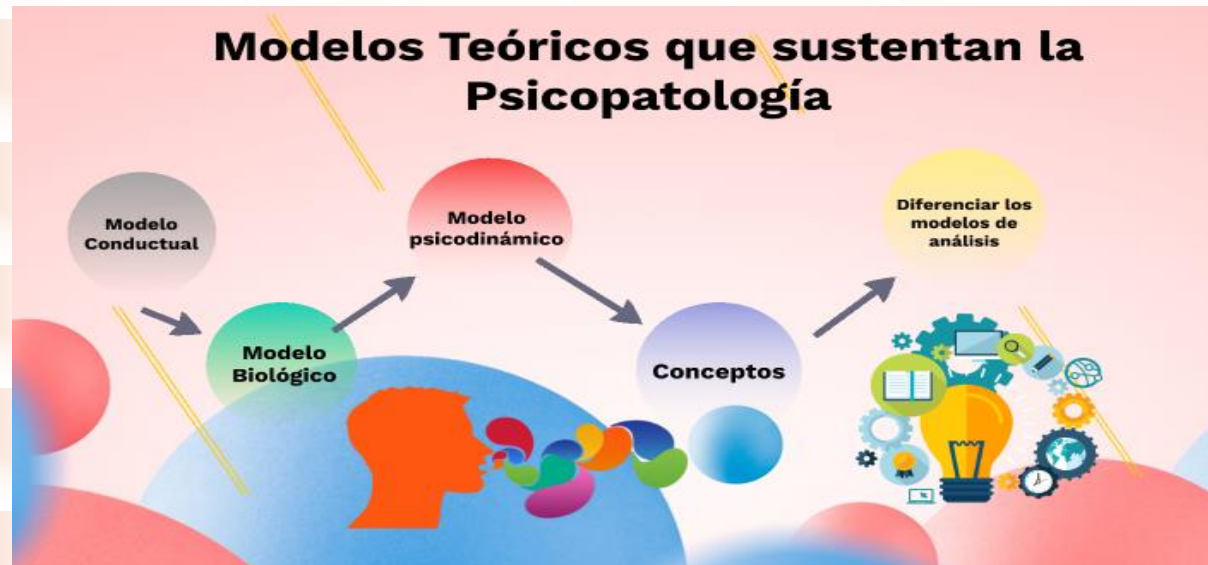 Modelos Teóricos que sustentan la
Psicopatología
Modelo
Conductual
Modelo
Biológico
Modelo
psicodinámico
Conceptos
Diferenciar los
modelos de
análisis